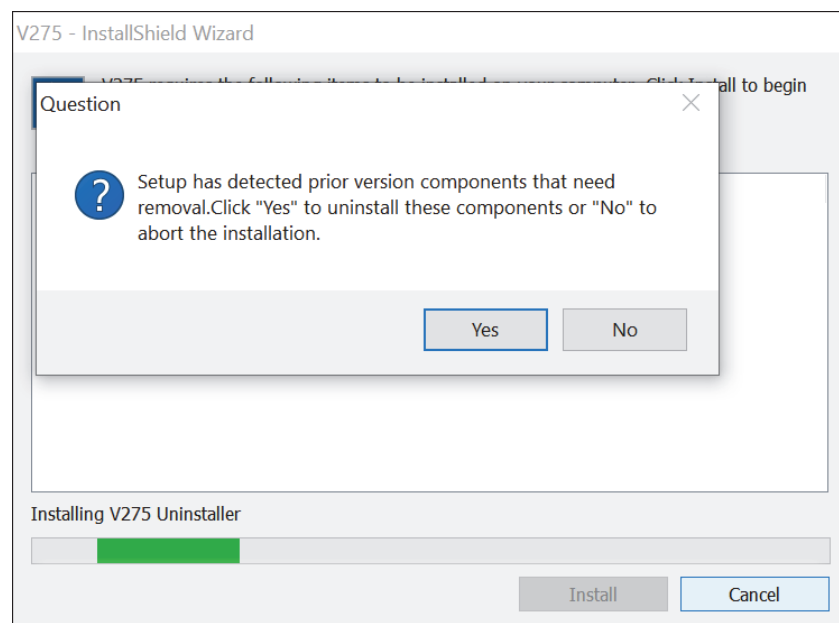 V275 - InstallShield Wizard
all to begin
Question
Setup has detected prior version components that need
removal.Click "Yes" to uninstall these components or "No" to
abort the installation.
Yes
No
Installing V275 Uninstaller
Install
Cancel